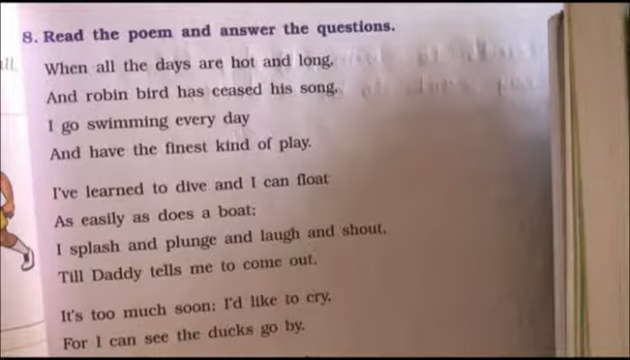 8. Read the poem and answer the questions.
When all the days are hot and long,
And robin bird has ceased his song,
I go swimming every day
And have the finest kind of play.
I've learned to dive and I can float
As easily as does a boat:
I splash and plunge and laugh and shout,
Till Daddy tells me to come out.
It's too much soon: I'd like to cry,
For I can see the ducks go by.